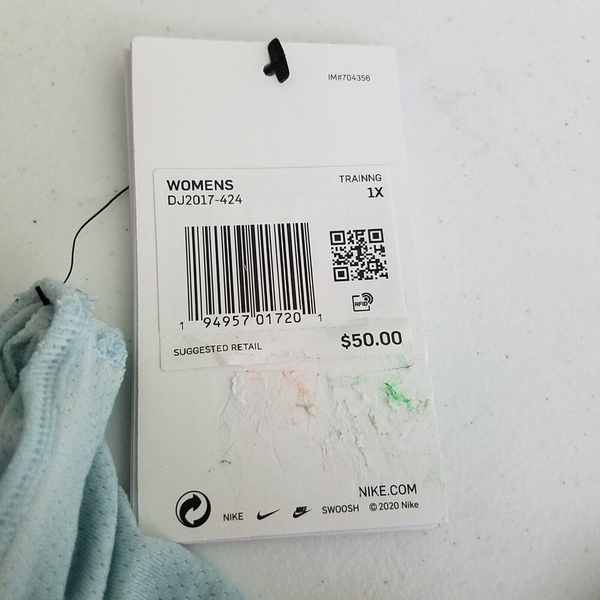 IM#704356
WOMENS
DJ2017-424
TRAINNG
1X
1 94957 01720 1
RFID
SUGGESTED RETAIL
$50.00
NIKE.COM
NIKE SWOOSH © 2020 Nike